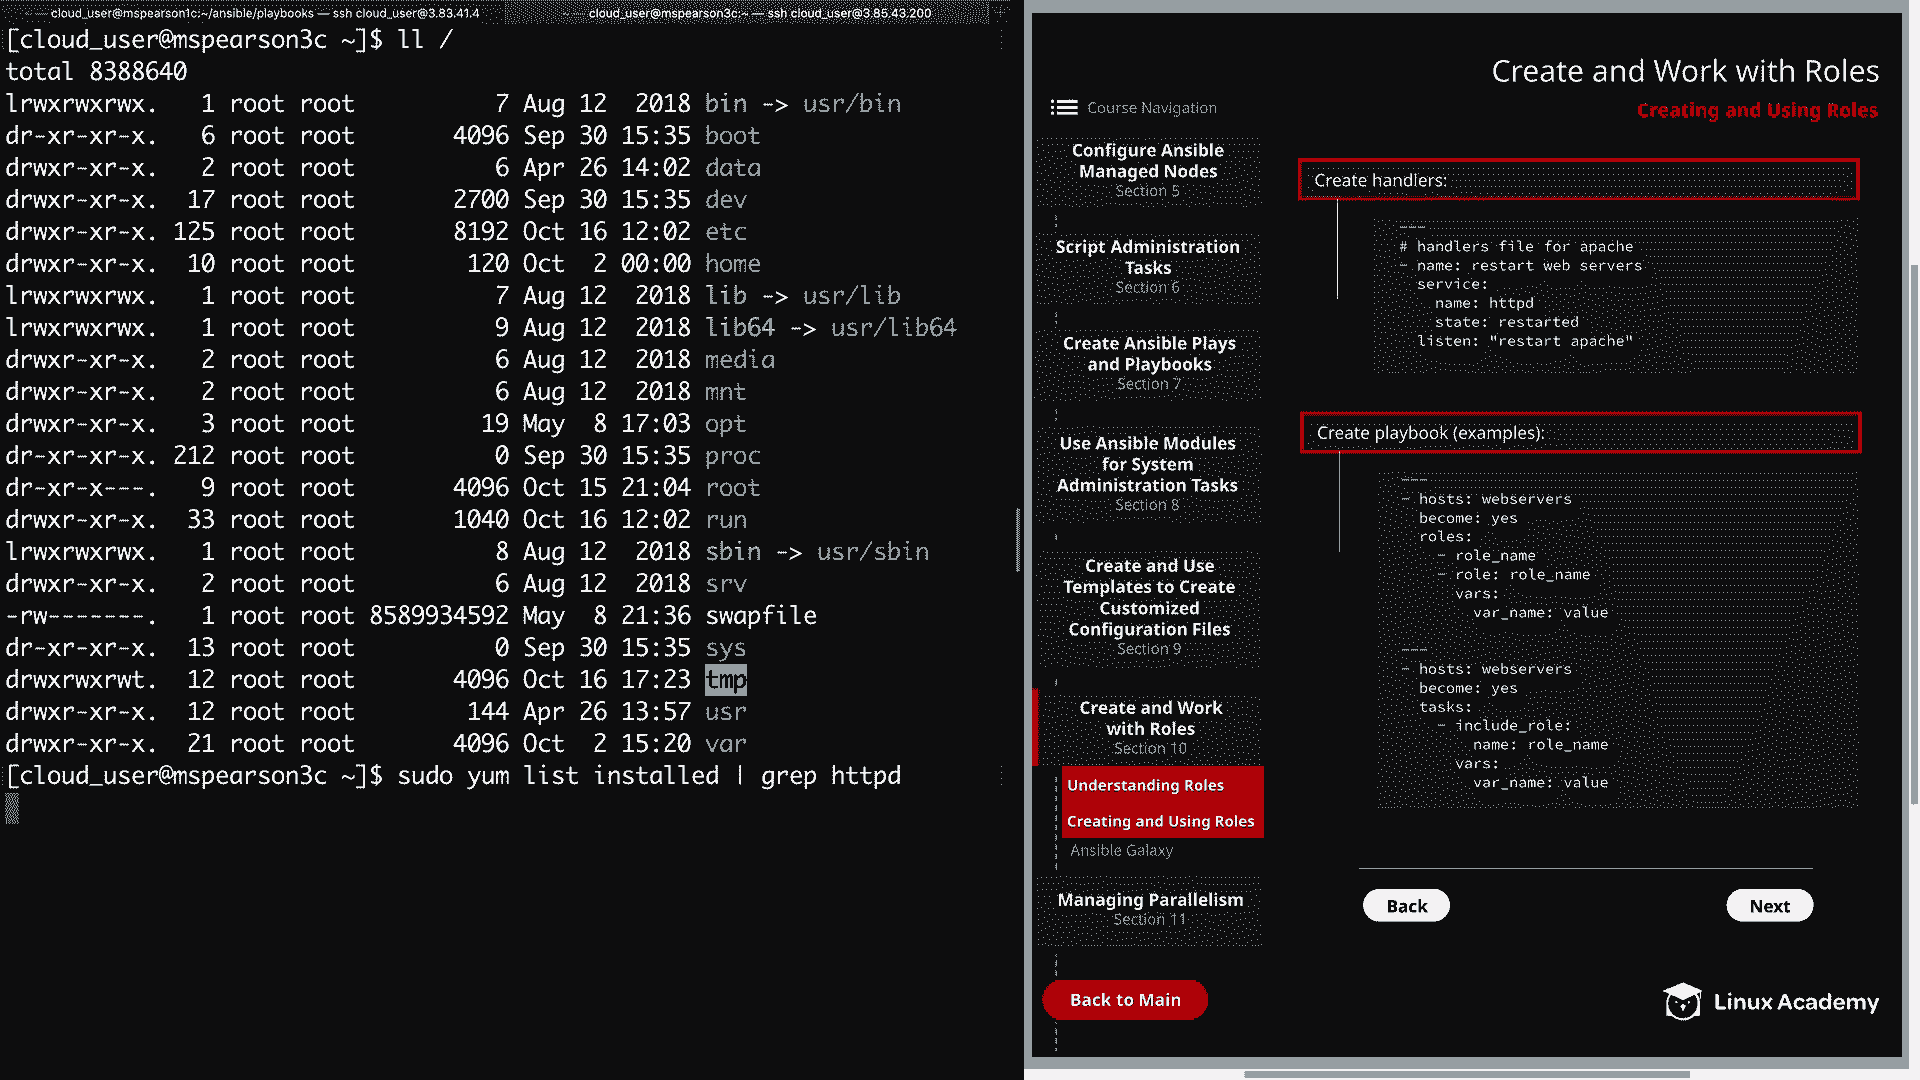 cloud_user@mspearson1c:~/ansible/playbooks — ssh cloud_user@3.83.41.4
cloud_user@mspearson3c:~ — ssh cloud_user@3.85.43.200
[cloud_user@mspearson3c ~]$ ll /
total 8388640
lrwxrwxrwx.   1 root root          7 Aug 12  2018 bin -> usr/bin
dr-xr-xr-x.   6 root root       4096 Sep 30 15:35 boot
drwxr-xr-x.   2 root root          6 Apr 26 14:02 data
drwxr-xr-x.  17 root root       2700 Sep 30 15:35 dev
drwxr-xr-x. 125 root root       8192 Oct 16 12:02 etc
drwxr-xr-x.  10 root root        120 Oct  2 00:00 home
lrwxrwxrwx.   1 root root          7 Aug 12  2018 lib -> usr/lib
lrwxrwxrwx.   1 root root          9 Aug 12  2018 lib64 -> usr/lib64
drwxr-xr-x.   2 root root          6 Aug 12  2018 media
drwxr-xr-x.   2 root root          6 Aug 12  2018 mnt
drwxr-xr-x.   3 root root         19 May  8 17:03 opt
dr-xr-xr-x. 212 root root          0 Sep 30 15:35 proc
dr-xr-x---.   9 root root       4096 Oct 15 21:04 root
drwxr-xr-x.  33 root root       1040 Oct 16 12:02 run
lrwxrwxrwx.   1 root root          8 Aug 12  2018 sbin -> usr/sbin
drwxr-xr-x.   2 root root          6 Aug 12  2018 srv
-rw-------.   1 root root 8589934592 May  8 21:36 swapfile
dr-xr-xr-x.  13 root root          0 Sep 30 15:35 sys
drwxrwxrwt.  12 root root       4096 Oct 16 17:23 tmp
drwxr-xr-x.  12 root root        144 Apr 26 13:57 usr
drwxr-xr-x.  21 root root       4096 Oct  2 15:20 var
[cloud_user@mspearson3c ~]$ sudo yum list installed | grep httpd
Create and Work with Roles
Creating and Using Roles
Course Navigation
Configure Ansible
Managed Nodes
Section 5
Script Administration
Tasks
Section 6
Create Ansible Plays
and Playbooks
Section 7
Use Ansible Modules
for System
Administration Tasks
Section 8
Create and Use
Templates to Create
Customized
Configuration Files
Section 9
Create and Work
with Roles
Section 10
Understanding Roles
Creating and Using Roles
Ansible Galaxy
Managing Parallelism
Section 11
Back to Main
Create handlers:
---
# handlers file for apache
- name: restart web servers
  service:
    name: httpd
    state: restarted
  listen: "restart apache"
Create playbook (examples):
---
- hosts: webservers
  become: yes
  roles:
    - role_name
    - role: role_name
      vars:
        var_name: value
---
- hosts: webservers
  become: yes
  tasks:
    - include_role:
        name: role_name
      vars:
        var_name: value
Back
Next
Linux Academy